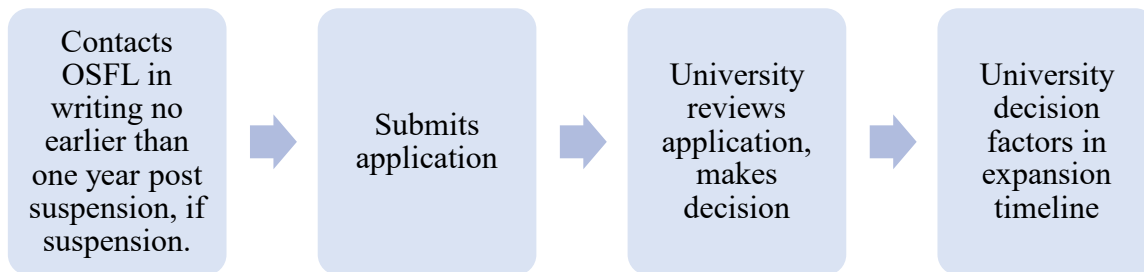 Contacts
OSFL in
writing no
earlier than
one year post
suspension, if
suspension.
Submits
application
University
reviews
application,
makes
decision
University
decision
factors in
expansion
timeline